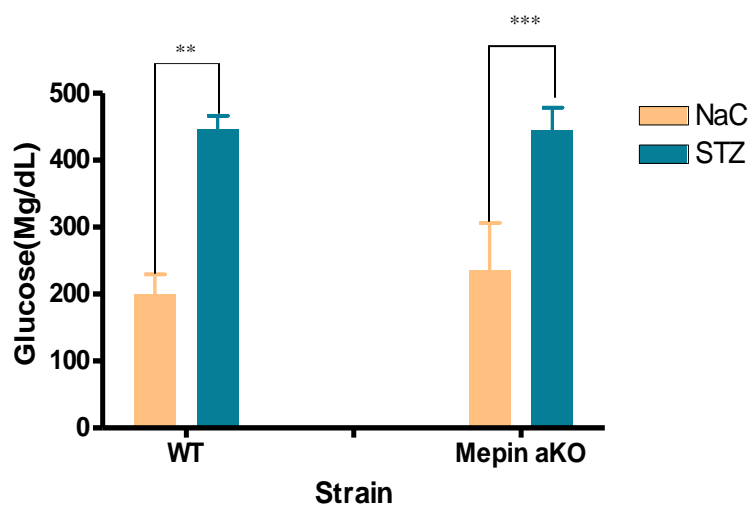 **
***
Glucose(Mg/dL)
500
400
300
200
100
0
NaC
STZ
WT
Mepin aKO
Strain